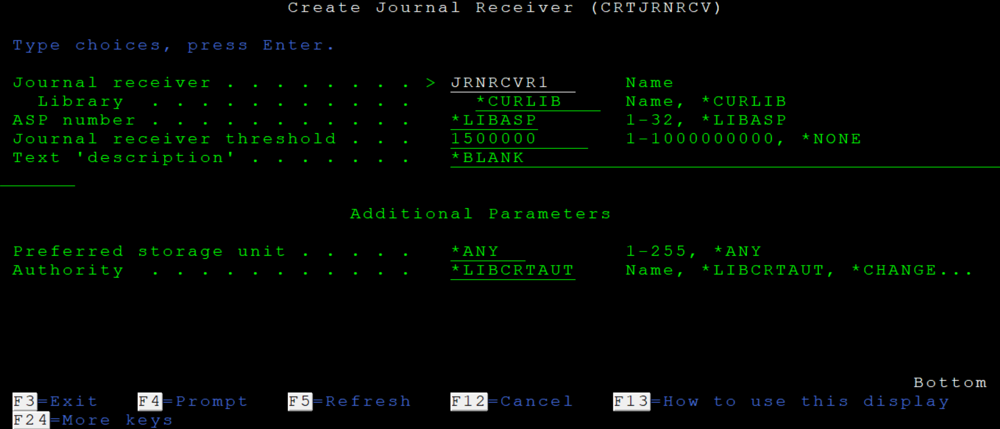 Create Journal Receiver (CRTJRNRCV)
Type choices, press Enter.
Journal receiver . . . . . . . . > JRNRCVR1 Name
Library . . . . . . . . . . . *CURLIB Name, *CURLIB
ASP number . . . . . . . . . . . *LIBASP 1-32, *LIBASP
Journal receiver threshold . . . 1500000 1-1000000000, *NONE
Text 'description' . . . . . . . *BLANK
Additional Parameters
Preferred storage unit . . . . . *ANY 1-255, *ANY
Authority . . . . . . . . . . . *LIBCRTAUT Name, *LIBCRTAUT, *CHANGE...
Bottom
F3=Exit F4=Prompt F5=Refresh F12=Cancel F13=How to use this display
F24=More keys